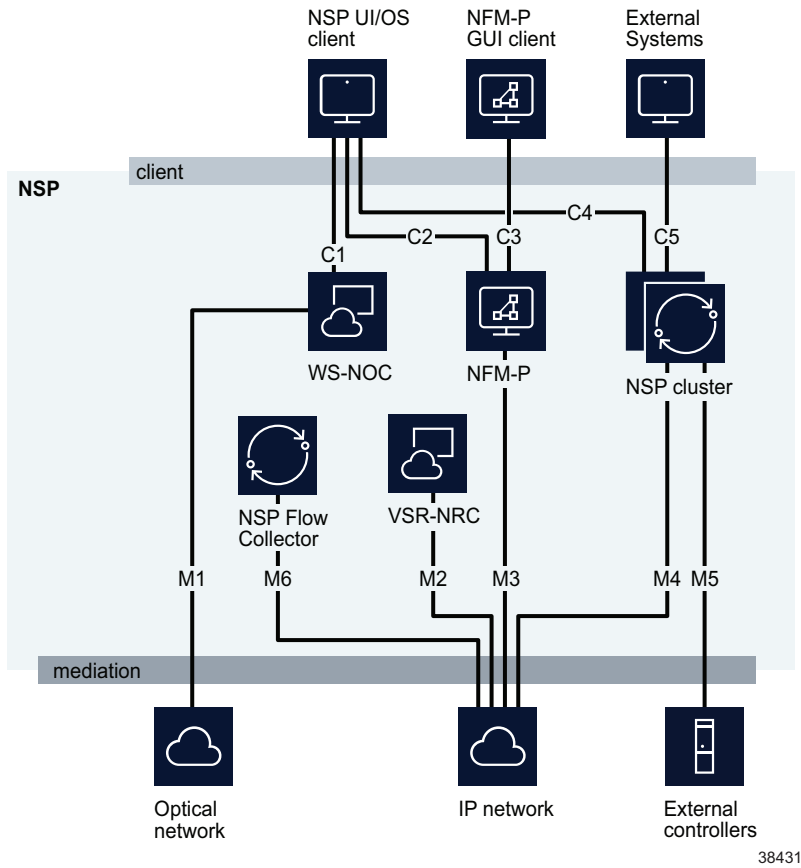 NSP UI/OS
client
NFM-P
GUI client
External
Systems
client
NSP
C4
C2
C3
C5
C1
WS-NOC
NFM-P
NSP cluster
NSP Flow
Collector
VSR-NRC
M1
M6
M2
M3
M4
M5
mediation
Optical
network
IP network
External
controllers
38431